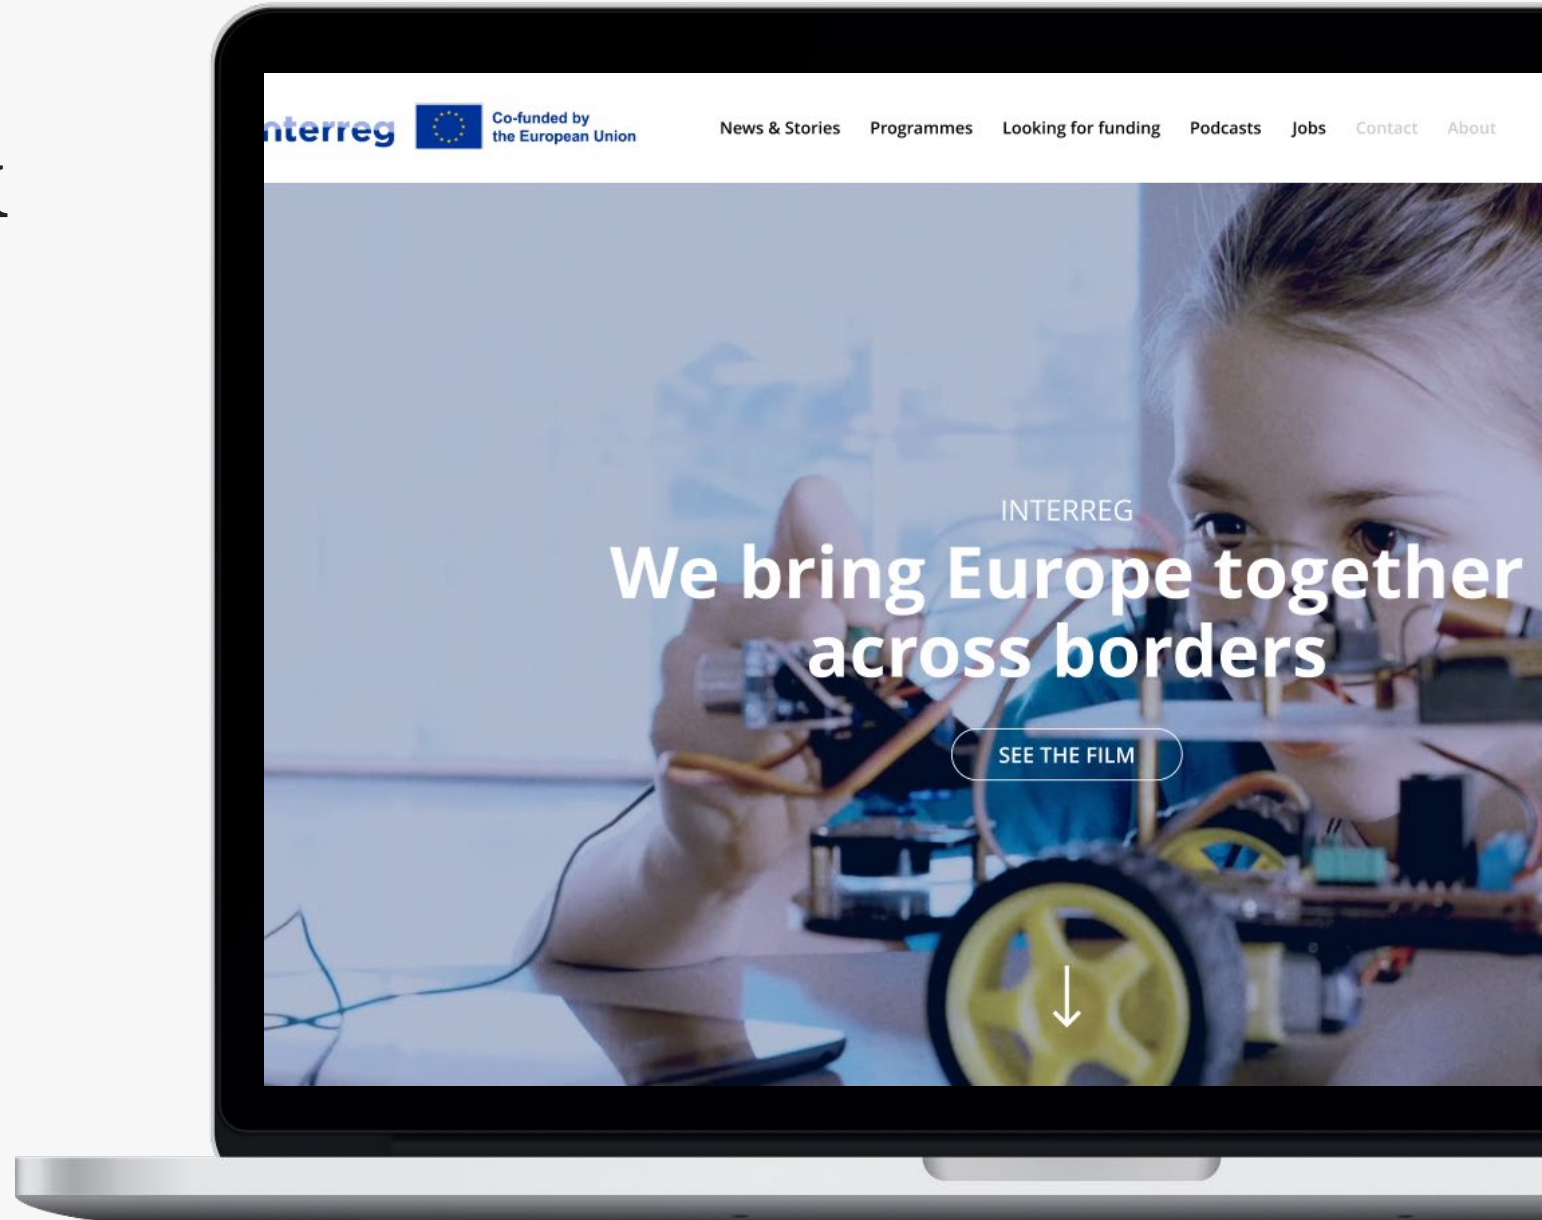 nterreg
Co-funded by
the European Union
News & Stories Programmes Looking for funding Podcasts Jobs Contact About
INTERREG
We bring Europe together
across borders
SEE THE FILM